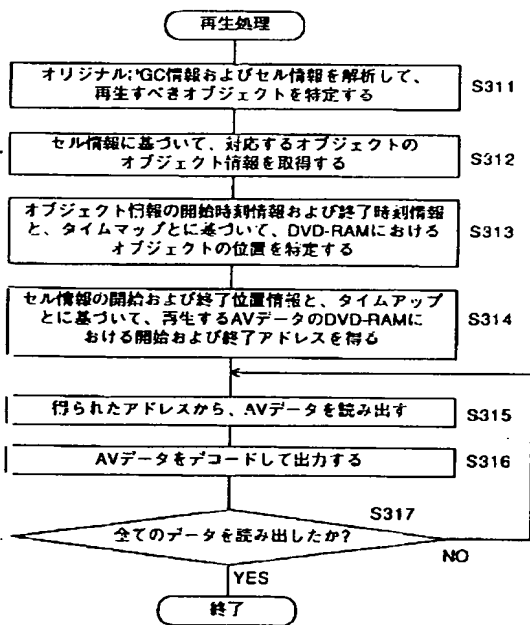 再生処理
オリジナル:PGC情報およびセル情報を解析して、
再生すべきオブジェクトを特定する
S311
セル情報に基づいて、対応するオブジェクトの
オブジェクト情報を取得する
S312
オブジェクト情報の開始時刻情報および終了時刻情報
と、タイムマップとに基づいて、DVD-RAMにおける
オブジェクトの位置を特定する
S313
セル情報の開始および終了位置情報と、タイムアップ
とに基づいて、再生するAVデータのDVD-RAMに
おける開始および終了アドレスを得る
S314
得られたアドレスから、AVデータを読み出す
S315
AVデータをデコードして出力する
S316
S317
全てのデータを読み出したか?
NO
YES
終了